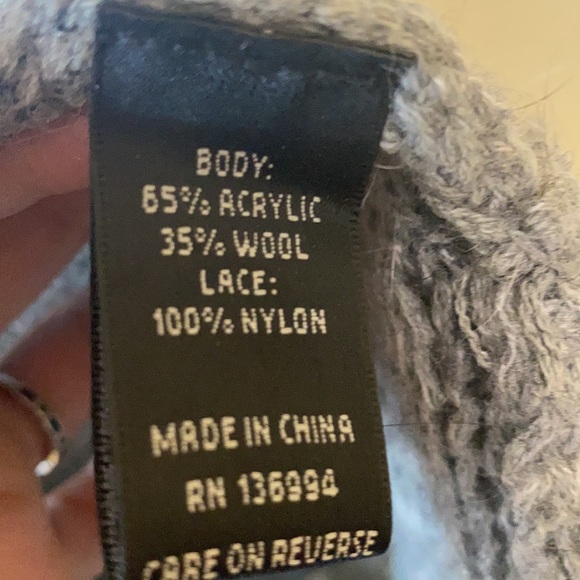 BODY:
65% ACRYLIC
35% WOOL
LACE:
100% NYLON
MADE IN CHINA
RN 136994
CARE ON REVERSE